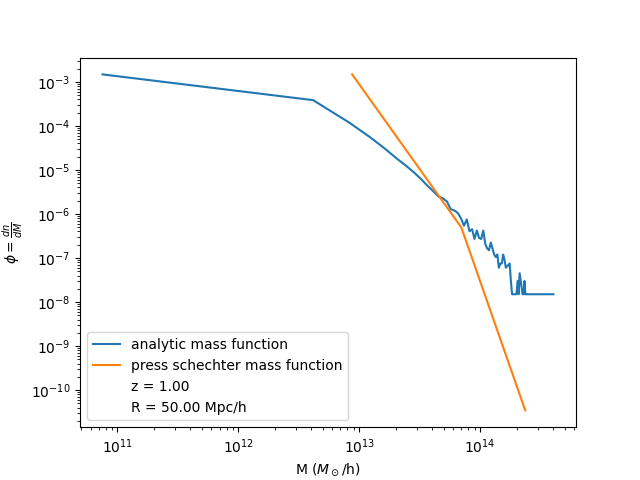 10⁻³
10⁻⁴
10⁻⁵
10⁻⁶
10⁻⁷
10⁻⁸
10⁻⁹
10⁻¹⁰
ϕ = dn/dM
analytic mass function
press schechter mass function
z = 1.00
R = 50.00 Mpc/h
10¹¹ 10¹² 10¹³ 10¹⁴
M (M_⊙/h)